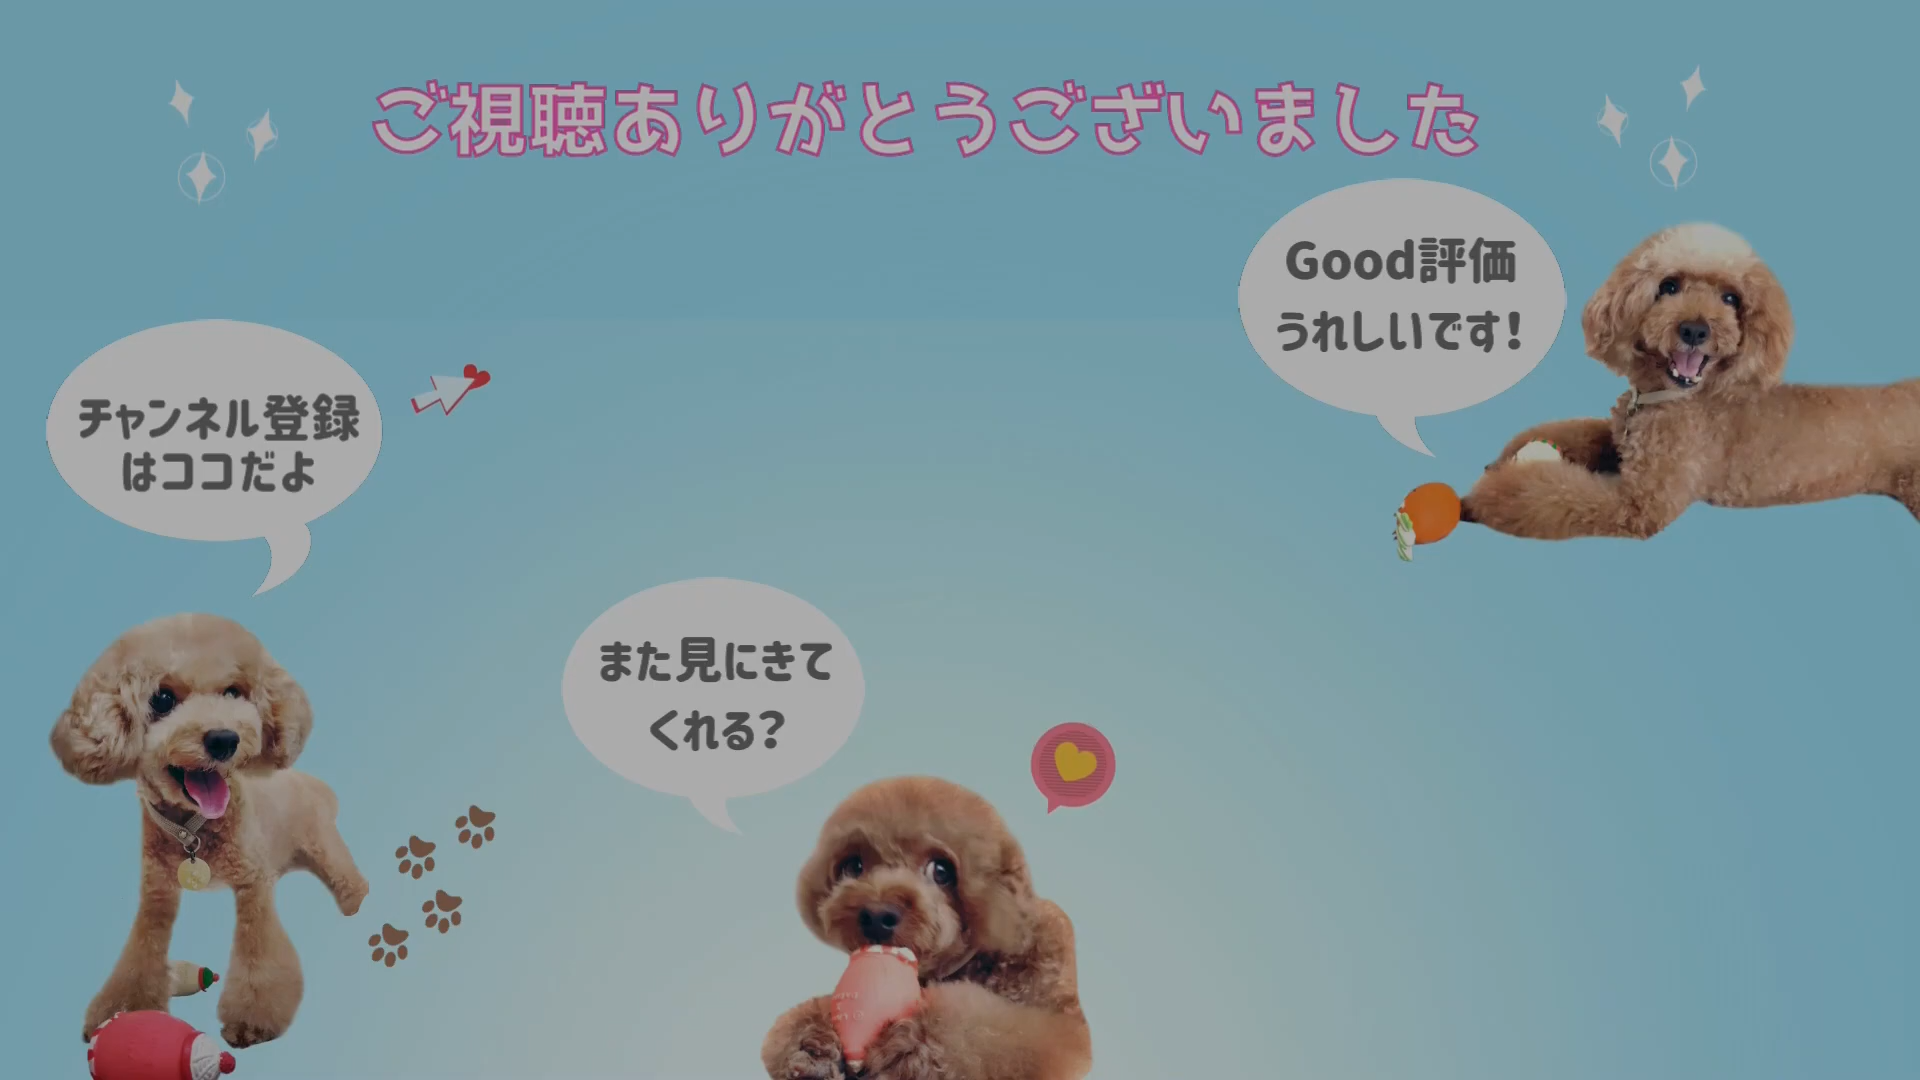 ご視聴ありがとうございました
Good評価
うれしいです!
チャンネル登録
はココだよ
また見にきて
くれる?